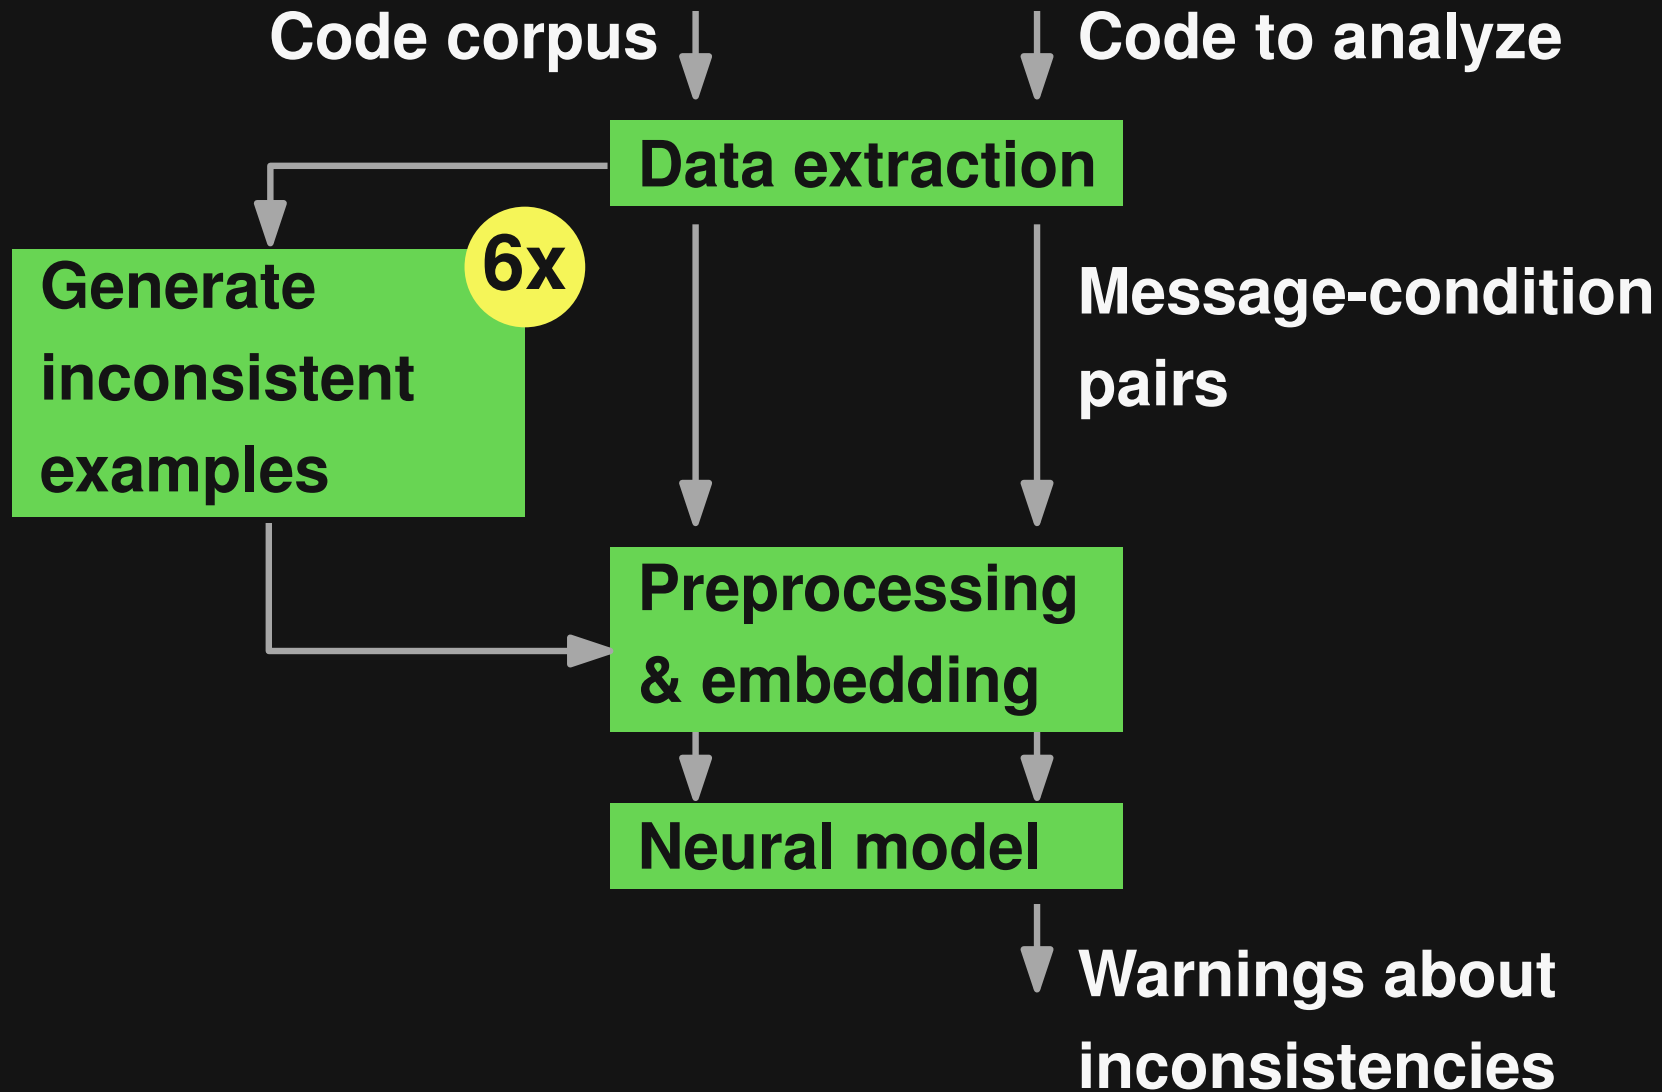 Code corpus
Code to analyze
Data extraction
6x
Generate
inconsistent
examples
Message-condition
pairs
Preprocessing
& embedding
Neural model
Warnings about
inconsistencies